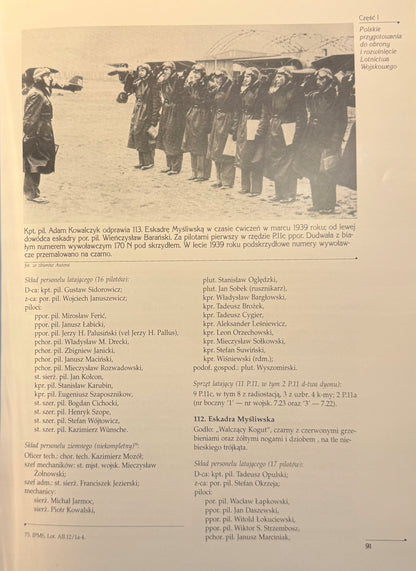 Część I
Polskie
przygotowania
do obrony
i rozwinięcie
Lotnictwa
Wojskowego
Kpt. pil. Adam Kowalczyk odprawia 113. Eskadrę Myśliwską w czasie ćwiczeń w marcu 1939 roku; od lewej
dowódca eskadry por. pil. Wieńczysław Barański. Za pilotami pierwszy w rzędzie P.11c ppor. Dudwała z bia-
łym numerem wywoławczym 170 N pod skrzydłem. W lecie 1939 roku podskrzydłowe numery wywoław-
cze przemalowano na czarno.
fot. ze zbiorów Autora
Skład personelu latającego (16 pilotów):
D-ca: kpt. pil. Gustaw Sidorowicz;
z-ca: por. pil. Wojciech Januszewicz;
piloci:
ppor. pil. Mirosław Ferić,
ppor. pil. Janusz Łabicki,
ppor. pil. Jerzy H. Palusiński (vel Jerzy H. Pallus).
pchor. pil. Władysław M. Drecki,
pchor. pil. Zbigniew Janicki,
pchor. pil. Janusz Maciński,
pchor. pil. Mieczysław Rozwadowski,
st. sierż. pil. Jan Kolcon,
kpr. pil. Stanisław Karubin,
kpr. pil. Eugeniusz Szaposznikow,
st. szer. pil. Bogdan Cichocki,
st. szer. pil. Henryk Szope,
st. szer. pil. Stefan Wójtowicz,
st. szer. pil. Kazimierz Wünsche.
Skład personelu ziemnego (niekompletny)⁷⁵:
Oficer tech.: chor. tech. Kazimierz Mozół;
szef mechaników: st. mjst. wojsk. Mieczysław
Żołnowski;
szef adm.: st. sierż. Franciszek Jezierski;
mechanicy:
sierż. Michał Jarmoc,
sierż. Piotr Kowalski,
75. IPMS, Lot. AII.12/1a-4.
plut. Stanisław Oględzki,
plut. Jan Sobek (rusznikarz),
kpr. Władysław Bargłowski,
kpr. Tadeusz Brożek,
kpr. Tadeusz Cygier,
kpr. Aleksander Leśniewicz,
kpr. Leon Orzechowski,
kpr. Mieczysław Sołkowski,
kpr. Stefan Suwiński,
kpr. Wiśniewski (rdm.);
podof. gospod.: plut. Wyszomirski.
Sprzęt latający (11 P.11, w tym 2 P.11 d-twa dyonu):
9 P.11c, w tym 8 z radiostacją, 3 z uzbr. 4 k-my; 2 P.11a
(nr boczny '1' — nr wojsk. 7.23 oraz '3' — 7.22).
112. Eskadra Myśliwska
Godło: „Walczący Kogut", czarny z czerwonymi grze-
bieniami oraz żółtymi nogami i dziobem , na tle nie-
bieskiego trójkąta.
Skład personelu latającego (17 pilotów):
D-ca: kpt. pil. Tadeusz Opulski;
z-ca: por. pil. Stefan Okrzeja;
piloci:
por. pil. Wacław Łapkowski,
ppor. pil. Jan Daszewski,
ppor. pil. Witold Łokuciewski,
ppor. pil. Wiktor S. Strzembosz,
pchor. pil. Janusz Marciniak,
91